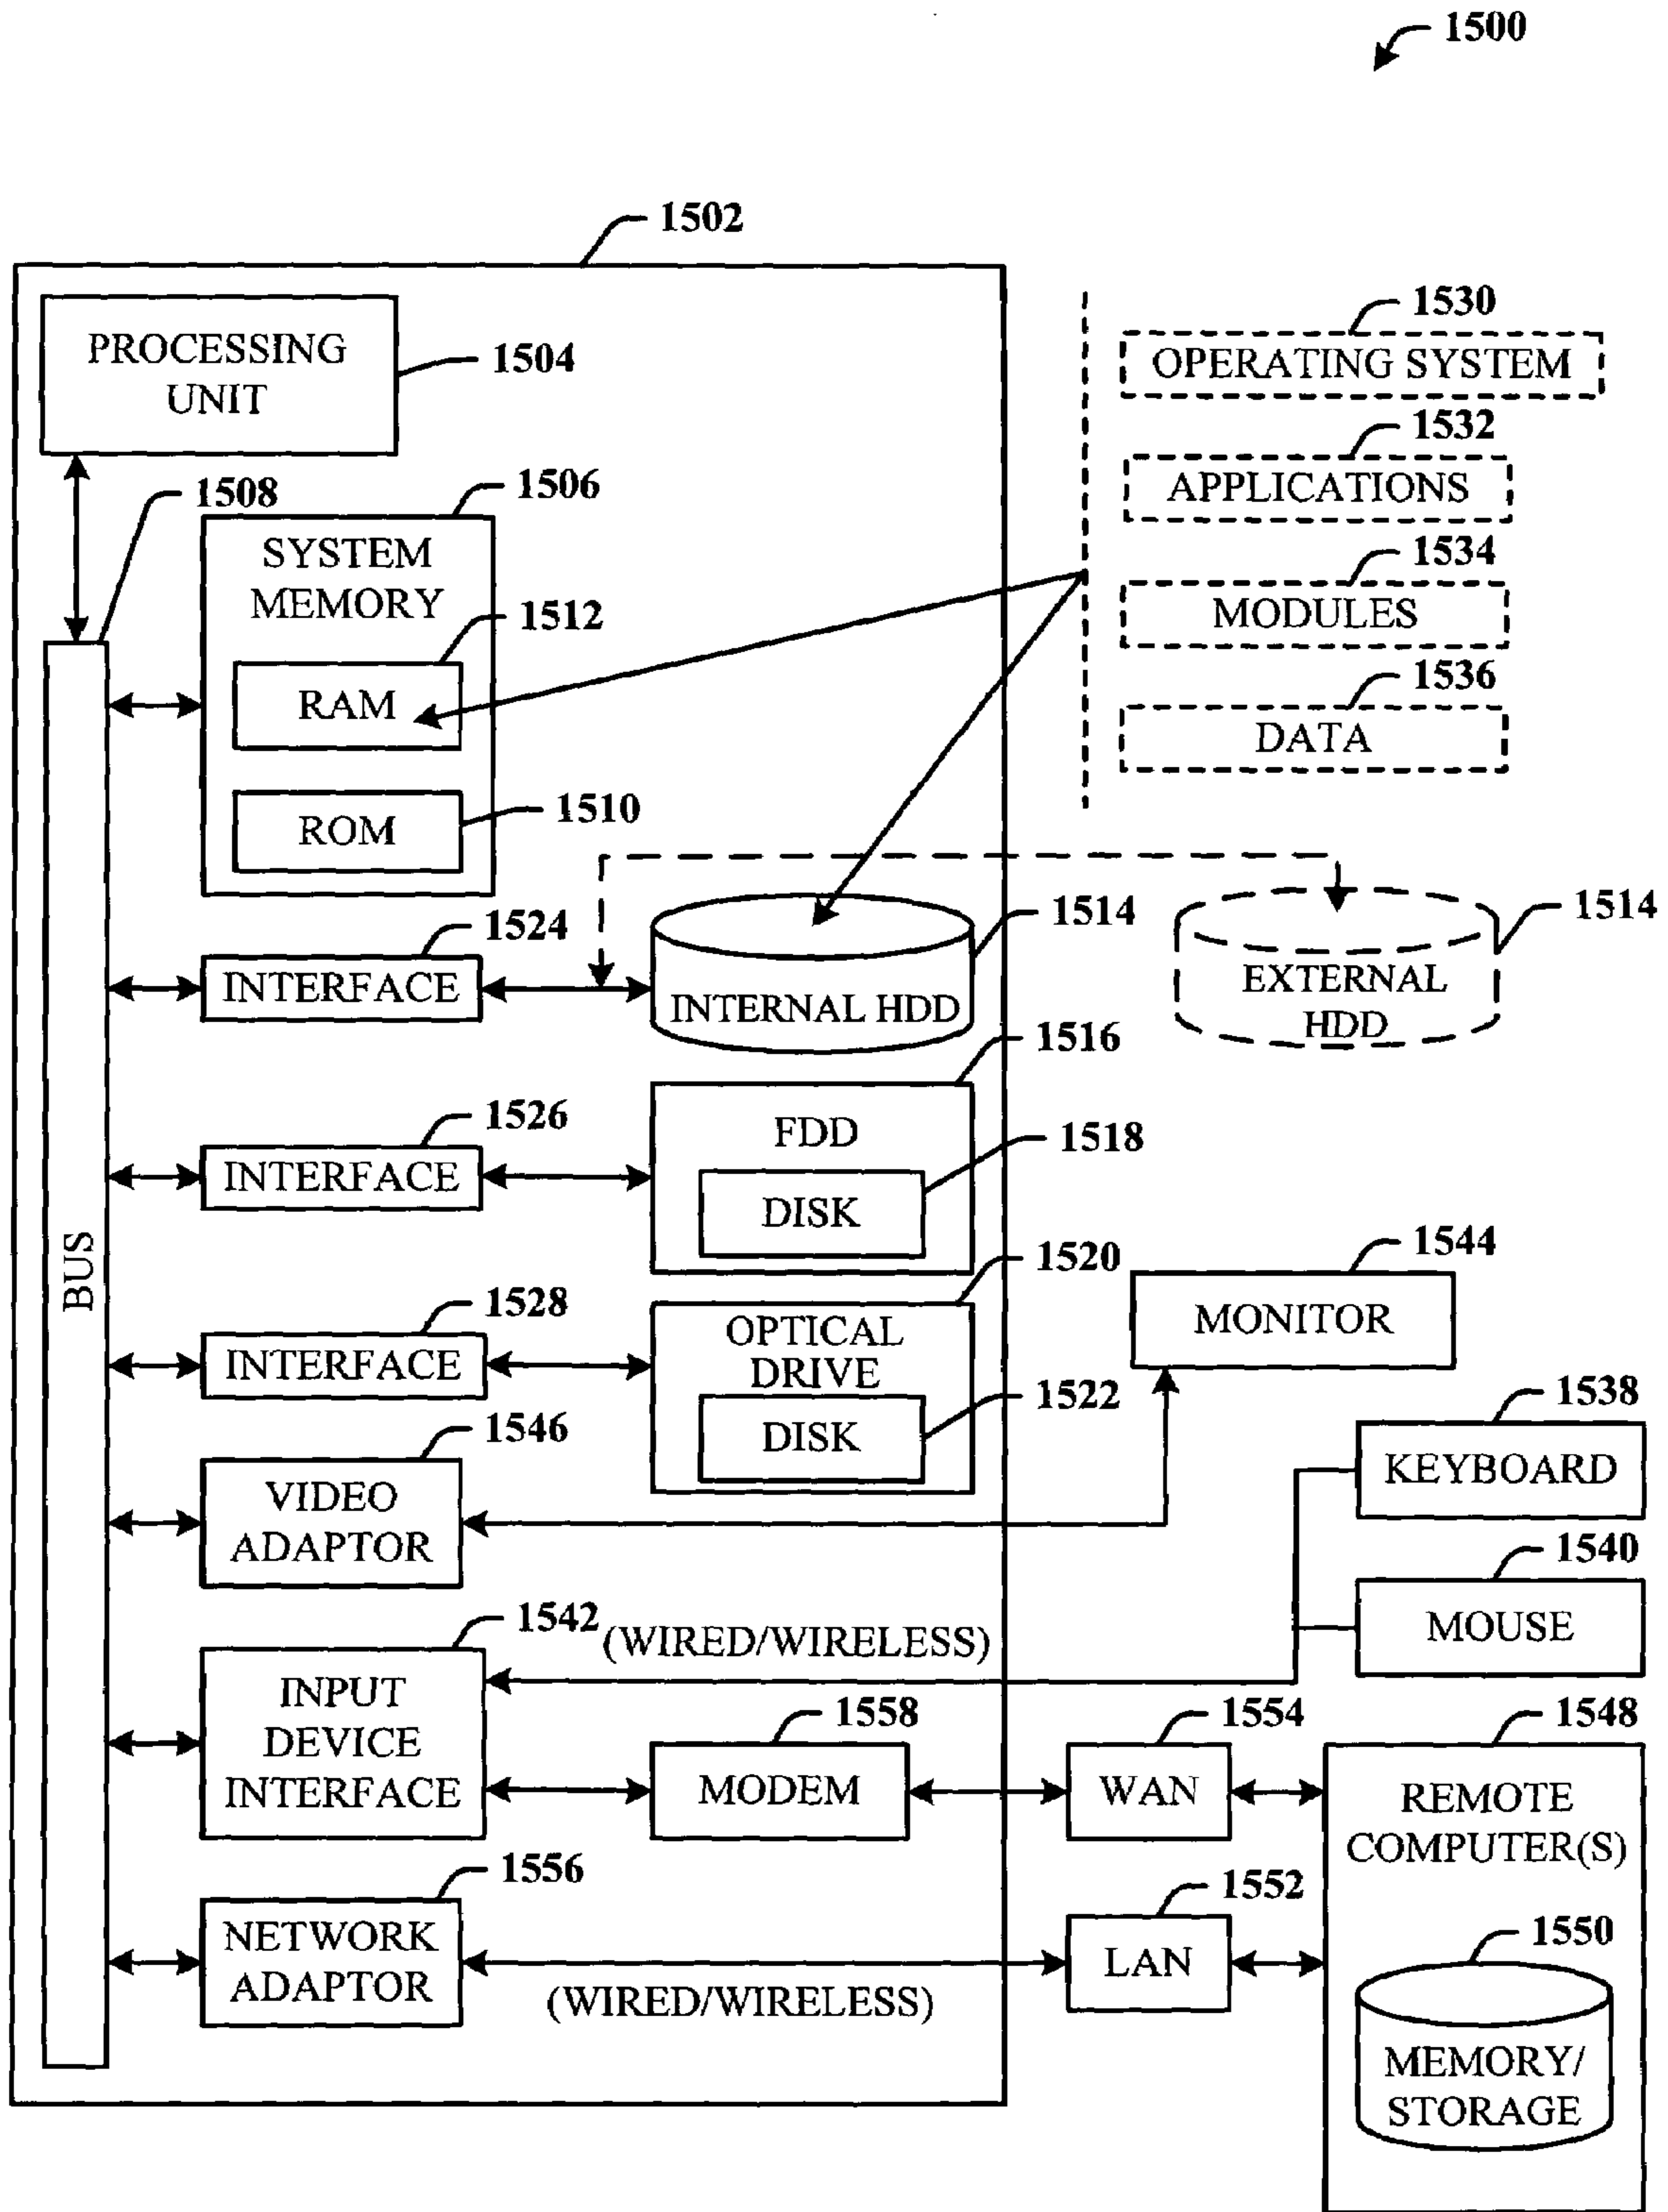 1500
1502
PROCESSING
UNIT
1504
1530
OPERATING SYSTEM
1532
APPLICATIONS
1534
MODULES
1536
DATA
1508
1506
SYSTEM
MEMORY
1512
RAM
1510
ROM
1524
INTERFACE
1514
INTERNAL HDD
1514
EXTERNAL
HDD
1516
FDD
1526
INTERFACE
1518
DISK
BUS
1520
OPTICAL
DRIVE
1528
INTERFACE
1522
DISK
1544
MONITOR
1546
VIDEO
ADAPTOR
1538
KEYBOARD
1540
MOUSE
1542
(WIRED/WIRELESS)
INPUT
DEVICE
INTERFACE
1558
MODEM
1554
WAN
1548
REMOTE
COMPUTER(S)
1556
NETWORK
ADAPTOR
(WIRED/WIRELESS)
1552
LAN
1550
MEMORY/
STORAGE